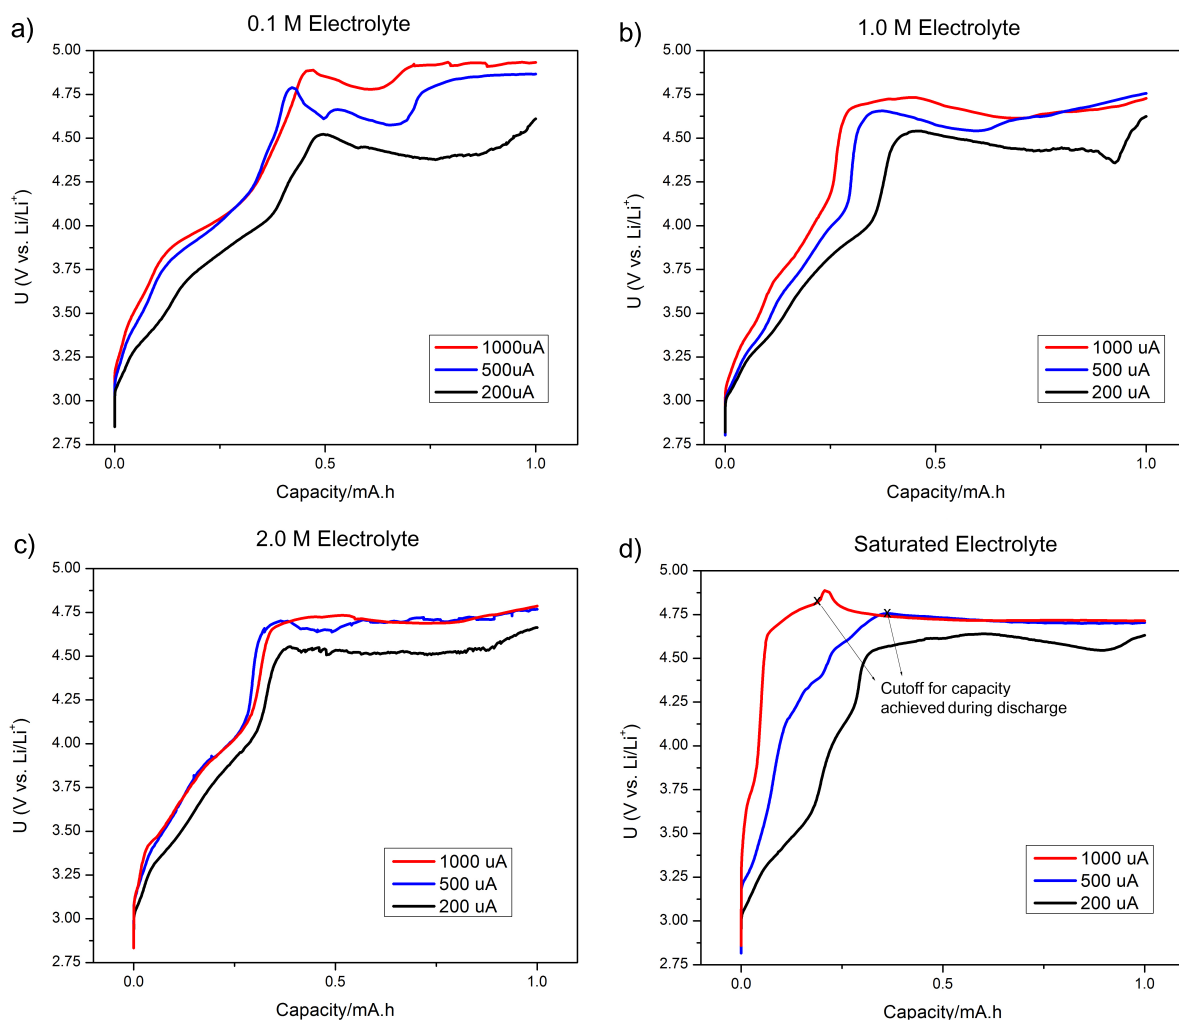 a)
0.1 M Electrolyte
5.00
4.75
4.50
4.25
4.00
3.75
3.50
3.25
3.00
2.75
U (V vs. Li/Li+)
1000uA
500uA
200uA
0.0
0.5
1.0
Capacity/mA.h
b)
1.0 M Electrolyte
5.00
4.75
4.50
4.25
4.00
3.75
3.50
3.25
3.00
2.75
U (V vs. Li/Li+)
1000 uA
500 uA
200 uA
0.0
0.5
1.0
Capacity/mA.h
c)
2.0 M Electrolyte
5.00
4.75
4.50
4.25
4.00
3.75
3.50
3.25
3.00
2.75
U (V vs. Li/Li+)
1000 uA
500 uA
200 uA
0.0
0.5
1.0
Capacity/mA.h
d)
Saturated Electrolyte
5.00
4.75
4.50
4.25
4.00
3.75
3.50
3.25
3.00
2.75
U (V vs. Li/Li+)
x
x
Cutoff for capacity
achieved during discharge
1000 uA
500 uA
200 uA
0.0
0.5
1.0
Capacity/mA.h